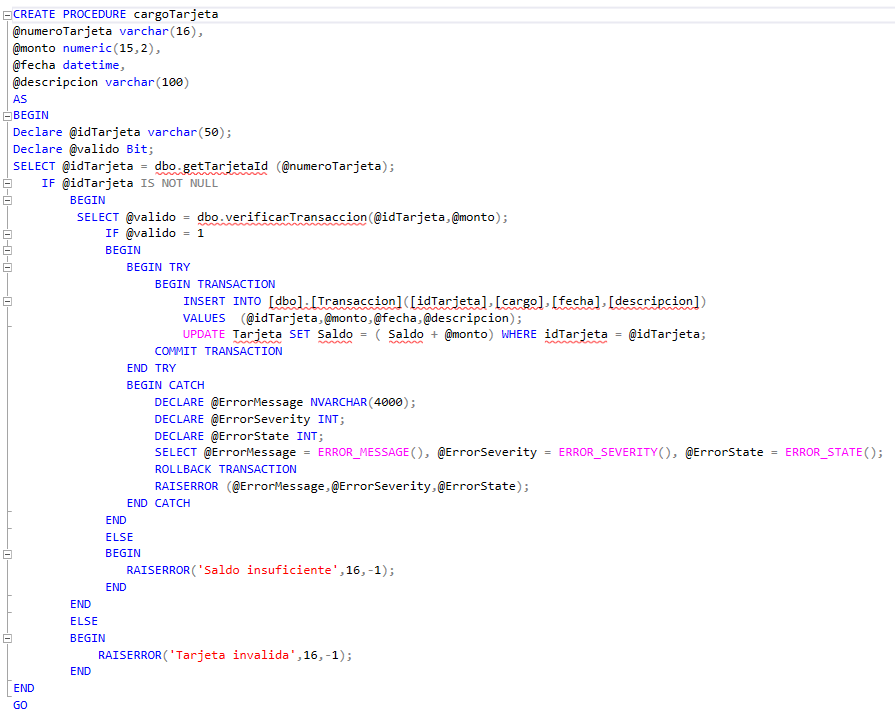 CREATE PROCEDURE cargoTarjeta
@numeroTarjeta varchar(16),
@monto numeric(15,2),
@fecha datetime,
@descripcion varchar(100)
AS
BEGIN
Declare @idTarjeta varchar(50);
Declare @valido Bit;
SELECT @idTarjeta = dbo.getTarjetaId (@numeroTarjeta);
IF @idTarjeta IS NOT NULL
BEGIN
SELECT @valido = dbo.verificarTransaccion(@idTarjeta,@monto);
IF @valido = 1
BEGIN
BEGIN TRY
BEGIN TRANSACTION
INSERT INTO [dbo].[Transaccion]([idTarjeta],[cargo],[fecha],[descripcion])
VALUES (@idTarjeta,@monto,@fecha,@descripcion);
UPDATE Tarjeta SET Saldo = ( Saldo + @monto) WHERE idTarjeta = @idTarjeta;
COMMIT TRANSACTION
END TRY
BEGIN CATCH
DECLARE @ErrorMessage NVARCHAR(4000);
DECLARE @ErrorSeverity INT;
DECLARE @ErrorState INT;
SELECT @ErrorMessage = ERROR_MESSAGE(), @ErrorSeverity = ERROR_SEVERITY(), @ErrorState = ERROR_STATE();
ROLLBACK TRANSACTION
RAISERROR (@ErrorMessage,@ErrorSeverity,@ErrorState);
END CATCH
END
ELSE
BEGIN
RAISERROR('Saldo insuficiente',16,-1);
END
END
ELSE
BEGIN
RAISERROR('Tarjeta invalida',16,-1);
END
END
GO